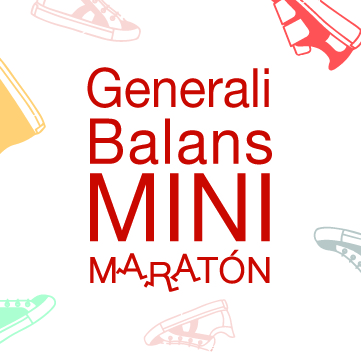 Generali
Balans
MINI
MARATÓN